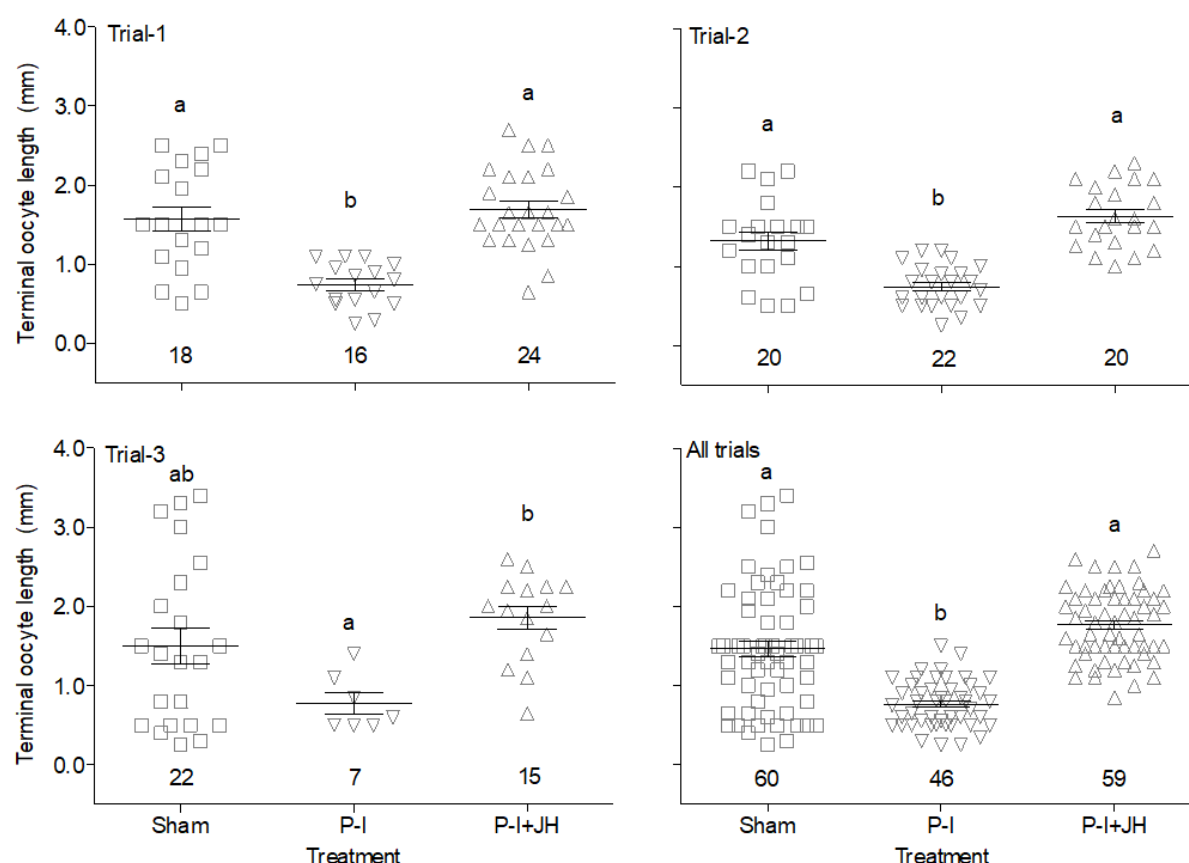 Trial-1
Terminal oocyte length (mm)
4.0
3.0
2.0
1.0
0.0
a
b
a
18
16
24
Trial-2
a
b
a
20
22
20
Trial-3
Terminal oocyte length (mm)
4.0
3.0
2.0
1.0
0.0
ab
a
b
22
7
15
Sham
P-I
P-I+JH
Treatment
All trials
a
b
a
60
46
59
Sham
P-I
P-I+JH
Treatment